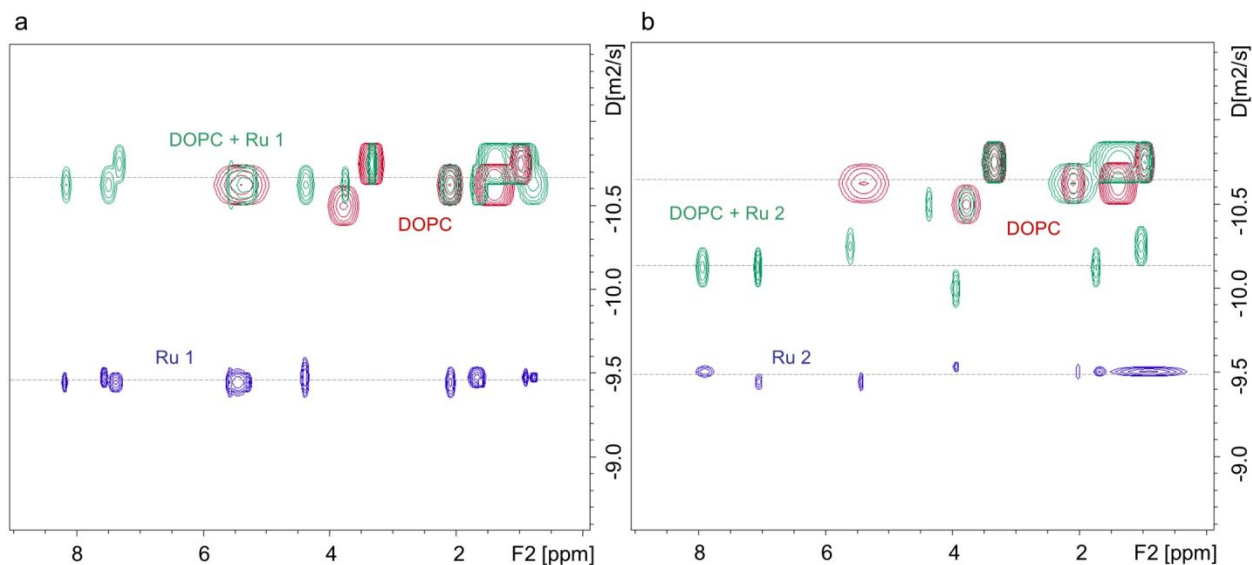 a
DOPC + Ru 1
DOPC
Ru 1
-10.5
-10.0
-9.5
-9.0
D[m2/s]
8
6
4
2
F2 [ppm]
b
DOPC + Ru 2
DOPC
Ru 2
-10.5
-10.0
-9.5
-9.0
D[m2/s]
8
6
4
2
F2 [ppm]